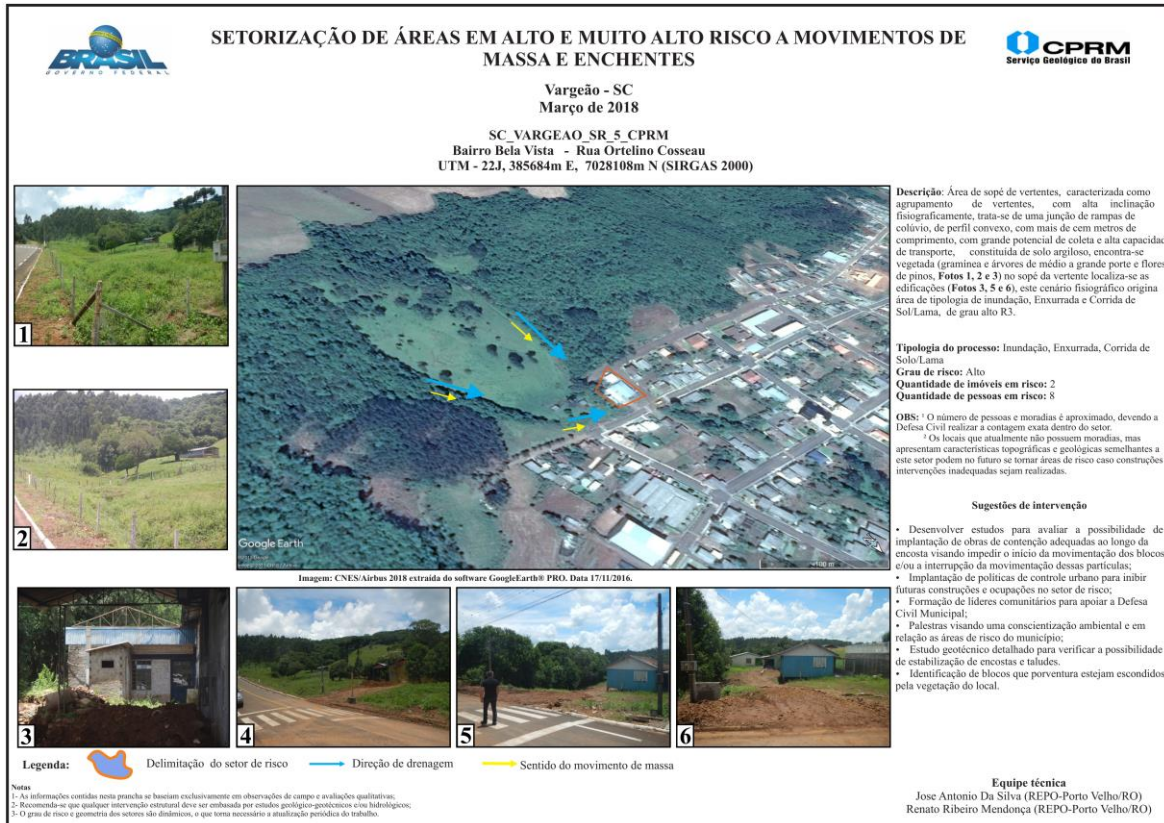 BRASIL
GOVERNO FEDERAL
SETORIZAÇÃO DE ÁREAS EM ALTO E MUITO ALTO RISCO A MOVIMENTOS DE
MASSA E ENCHENTES
CPRM
Serviço Geológico do Brasil
Vargeão - SC
Março de 2018
SC_VARGEAO_SR_5_CPRM
Bairro Bela Vista - Rua Ortelino Cosseau
UTM - 22J, 385684m E, 7028108m N (SIRGAS 2000)
1
2
Google Earth
100 m
Imagem: CNES/Airbus 2018 extraída do software GoogleEarth® PRO. Data 17/11/2016.
3
4
5
6
Descrição: Área de sopé de vertentes, caracterizada como
agrupamento de vertentes, com alta inclinação
fisiograficamente, trata-se de uma junção de rampas de
colúvio, de perfil convexo, com mais de cem metros de
comprimento, com grande potencial de coleta e alta capacidad
de transporte, constituída de solo argiloso, encontra-se
vegetada (gramínea e árvores de médio a grande porte e flores
de pinos, Fotos 1, 2 e 3) no sopé da vertente localiza-se as
edificações (Fotos 3, 5 e 6), este cenário fisiográfico origina
área de tipologia de inundação, Enxurrada e Corrida de
Sol/Lama, de grau alto R3.
Tipologia do processo: Inundação, Enxurrada, Corrida de
Solo/Lama
Grau de risco: Alto
Quantidade de imóveis em risco: 2
Quantidade de pessoas em risco: 8
OBS: ¹ O número de pessoas e moradias é aproximado, devendo a
Defesa Civil realizar a contagem exata dentro do setor.
² Os locais que atualmente não possuem moradias, mas
apresentam características topográficas e geológicas semelhantes a
este setor podem no futuro se tornar áreas de risco caso construções
intervenções inadequadas sejam realizadas.
Sugestões de intervenção
• Desenvolver estudos para avaliar a possibilidade de
implantação de obras de contenção adequadas ao longo da
encosta visando impedir o início da movimentação dos blocos
e/ou a interrupção da movimentação dessas partículas;
• Implantação de políticas de controle urbano para inibir
futuras construções e ocupações no setor de risco;
• Formação de líderes comunitários para apoiar a Defesa
Civil Municipal;
• Palestras visando uma conscientização ambiental e em
relação as áreas de risco do município;
• Estudo geotécnico detalhado para verificar a possibilidade
de estabilização de encostas e taludes.
• Identificação de blocos que porventura estejam escondidos
pela vegetação do local.
Legenda:
Delimitação do setor de risco
Direção de drenagem
Sentido do movimento de massa
Notas
1- As informações contidas nesta prancha se baseiam exclusivamente em observações de campo e avaliações qualitativas;
2- Recomenda-se que qualquer intervenção estrutural deve ser embasada por estudos geológico-geotécnicos e/ou hidrológicos;
3- O grau de risco e geometria dos setores são dinâmicos, o que torna necessário a atualização periódica do trabalho.
Equipe técnica
Jose Antonio Da Silva (REPO-Porto Velho/RO)
Renato Ribeiro Mendonça (REPO-Porto Velho/RO)